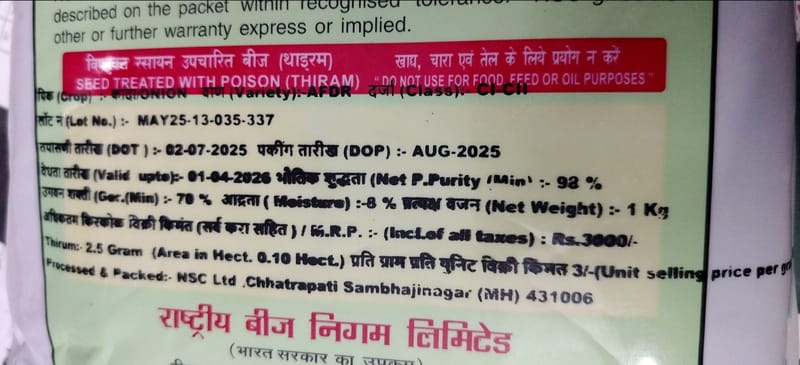 described on the packet within recognised tolerance.
other or further warranty express or implied.
विषयुक्त रसायन उपचारित बीज (थाइरम) खाद्य, चारा एवं तेल के लिये प्रयोग न करें
SEED TREATED WITH POISON (THIRAM) “DO NOT USE FOR FOOD, FEED OR OIL PURPOSES”
पिक (Crop) :- कांदा/ONION वाण (Variety):-AFDR दर्जा (Class):- CI-CII
लॉट न (Lot No.) :- MAY25-13-035-337
तपासणी तारीख (DOT ) :- 02-07-2025 पकींग तारीख (DOP) :- AUG-2025
वैधता तारीख (Valid upto):- 01-04-2026 भौतिक शुद्धता (Net P.Purity (Min) :- 98 %
उगवन शक्ती (Ger.(Min) :- 70 % आद्रता ( Moisture) :-8 % प्रत्यक्ष वजन (Net Weight) :- 1 Kg
अधिकतम किरकोळ विक्री किमंत (सर्व करा सहित ) / M.R.P. :- (Incl.of all taxes) : Rs.3000/-
Thirum:- 2.5 Gram (Area in Hect. 0.10 Hect.) प्रति ग्राम प्रति युनिट विक्री किमत 3/-(Unit selling price per
Processed & Packed:- NSC Ltd ,Chhatrapati Sambhajinagar (MH) 431006
राष्ट्रीय बीज निगम लिमिटेड
(भारत सरकार का उपक्रम)